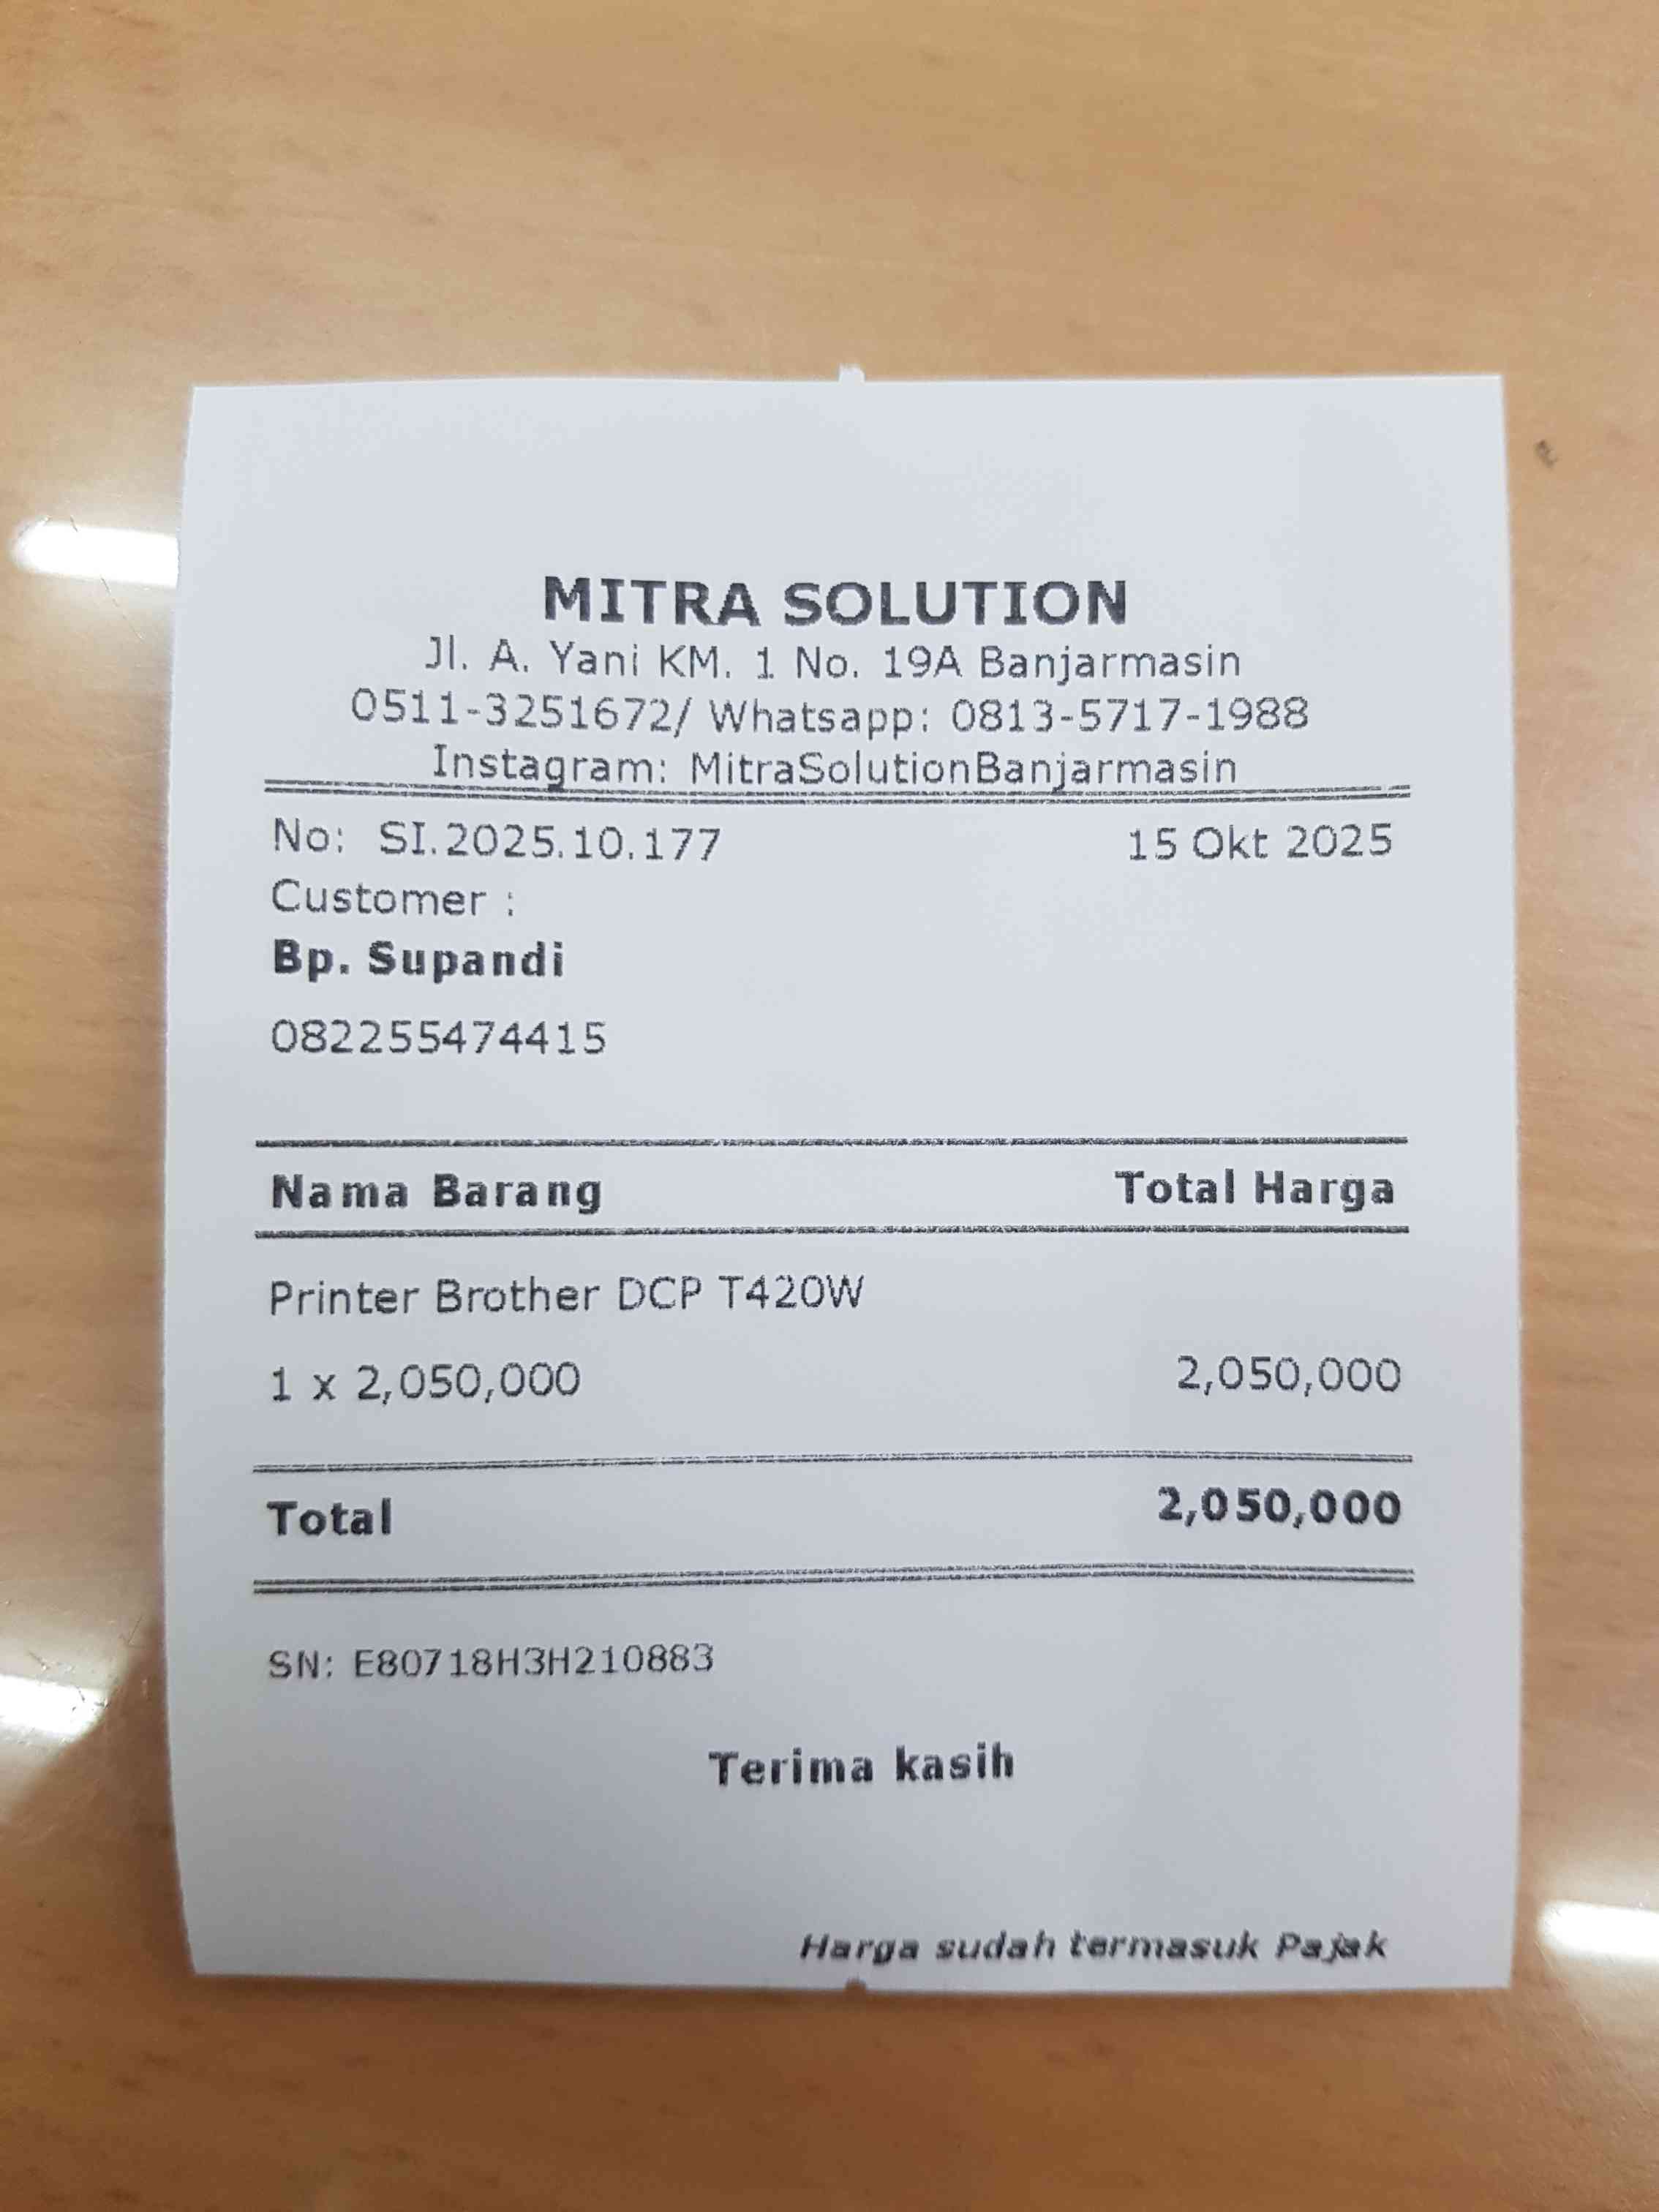 MITRA SOLUTION
Jl. A. Yani KM. 1 No. 19A Banjarmasin
0511-3251672/ Whatsapp: 0813-5717-1988
Instagram: MitraSolutionBanjarmasin
No: SI.2025.10.177 15 Okt 2025
Customer :
Bp. Supandi
082255474415
Nama Barang Total Harga
Printer Brother DCP T420W
1 x 2,050,000 2,050,000
Total 2,050,000
SN: E80718H3H210883
Terima kasih
Harga sudah termasuk Pajak